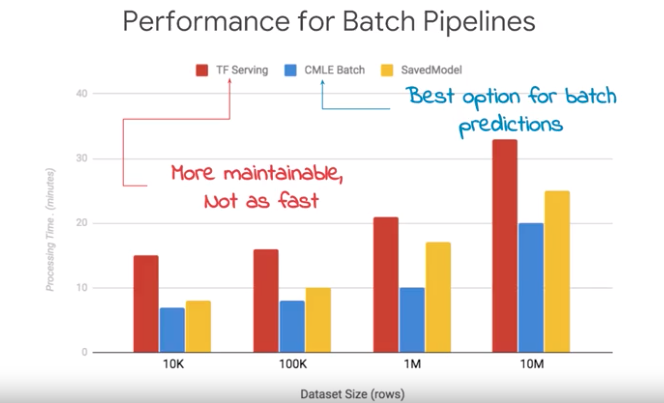 Performance for Batch Pipelines
TF Serving CMLE Batch SavedModel
Best option for batch
predictions
More maintainable,
Not as fast
Processing Time . (minutes)
40
30
20
10
0
10K 100K 1M 10M
Dataset Size (rows)